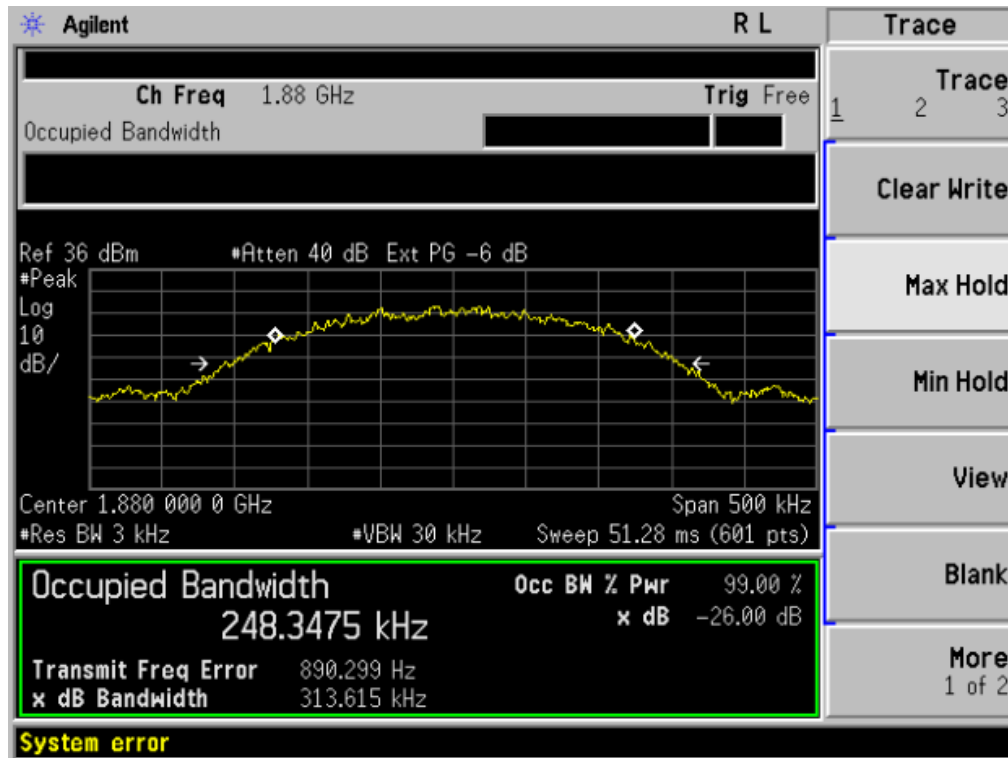 Agilent R L Trace
Ch Freq 1.88 GHz Trig Free
Occupied Bandwidth
Trace
1 2 3
Clear Write
Ref 36 dBm #Atten 40 dB Ext PG -6 dB
#Peak
Log
10
dB/
Max Hold
Min Hold
View
Center 1.880 000 0 GHz Span 500 kHz
#Res BW 3 kHz #VBW 30 kHz Sweep 51.28 ms (601 pts)
Occupied Bandwidth Occ BW % Pwr 99.00 %
248.3475 kHz x dB -26.00 dB
Blank
Transmit Freq Error 890.299 Hz
x dB Bandwidth 313.615 kHz
More
1 of 2
System error